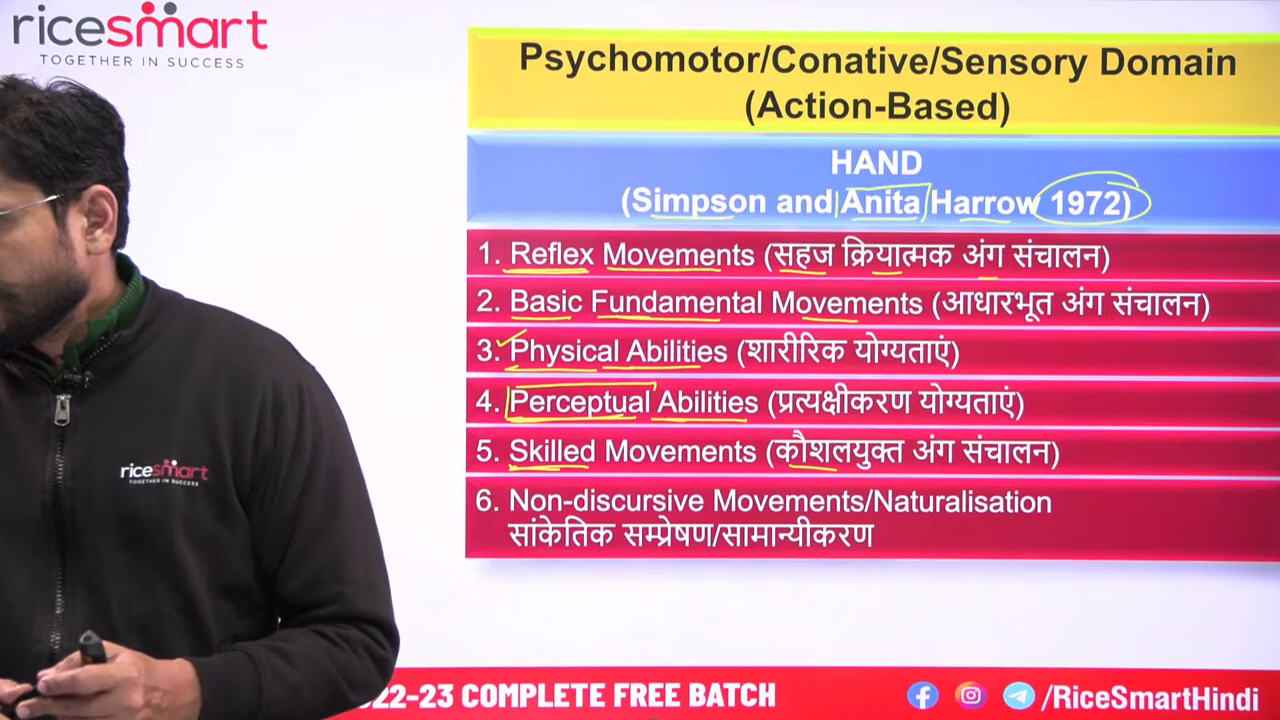 ricesmart
TOGETHER IN SUCCESS
Psychomotor/Conative/Sensory Domain
(Action-Based)
HAND
(Simpson and Anita Harrow 1972)
1. Reflex Movements (सहज क्रियात्मक अंग संचालन)
2. Basic Fundamental Movements (आधारभूत अंग संचालन)
3. Physical Abilities (शारीरिक योग्यताएं)
4. Perceptual Abilities (प्रत्यक्षीकरण योग्यताएं)
5. Skilled Movements (कौशलयुक्त अंग संचालन)
6. Non-discursive Movements/Naturalisation
सांकेतिक सम्प्रेषण/सामान्यीकरण
ricesmart
TOGETHER IN SUCCESS
22-23 COMPLETE FREE BATCH
/RiceSmartHindi